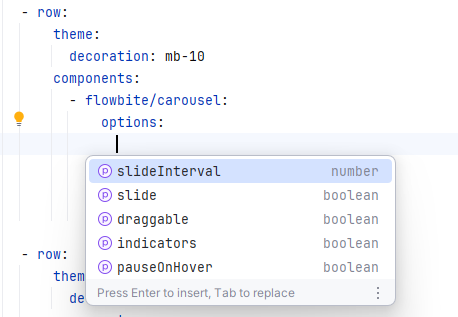 - row:
theme:
decoration: mb-10
components:
- flowbite/carousel:
options:
slideInterval number
slide boolean
draggable boolean
indicators boolean
pauseOnHover boolean
Press Enter to insert, Tab to replace
- row:
them
de